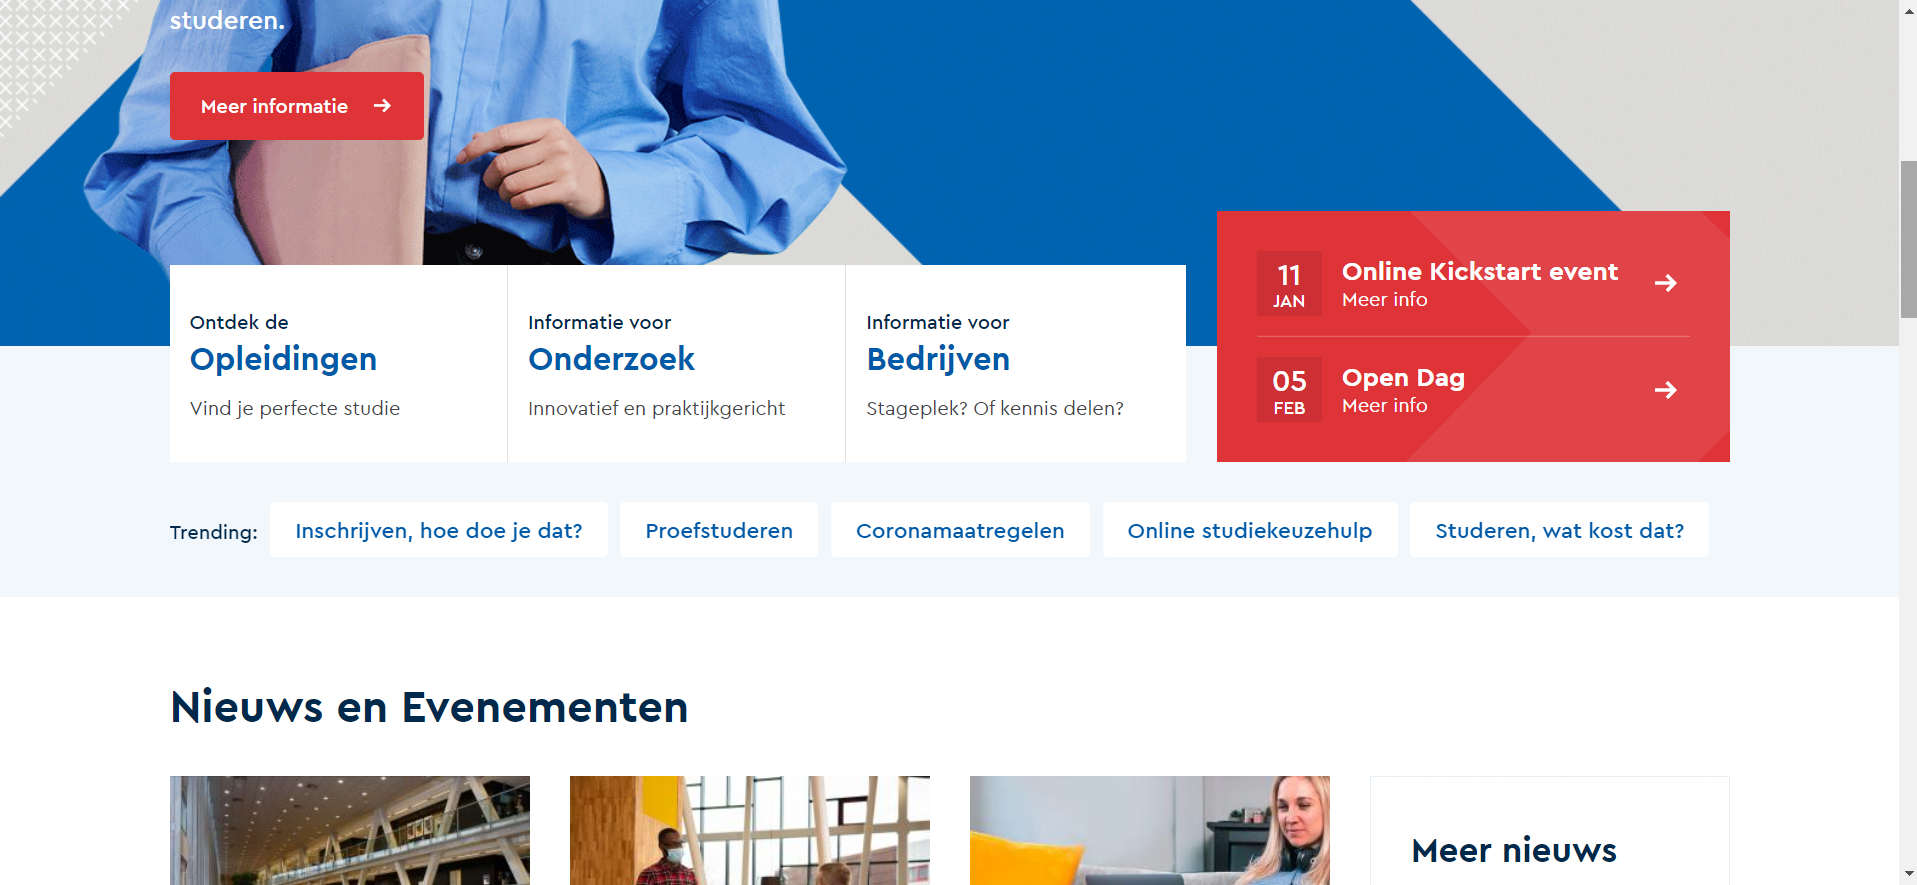 studeren.
Meer informatie
Ontdek de
Opleidingen
Vind je perfecte studie
Informatie voor
Onderzoek
Innovatief en praktijkgericht
Informatie voor
Bedrijven
Stageplek? Of kennis delen?
11
JAN
Online Kickstart event
Meer info
05
FEB
Open Dag
Meer info
Trending:
Inschrijven, hoe doe je dat?
Proefstuderen
Coronamaatregelen
Online studiekeuzehulp
Studeren, wat kost dat?
Nieuws en Evenementen
Meer nieuws